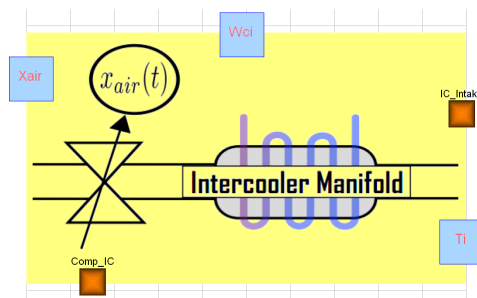 Wci
Xair
x_air(t)
IC_Intak
Intercooler Manifold
Ti
Comp_IC